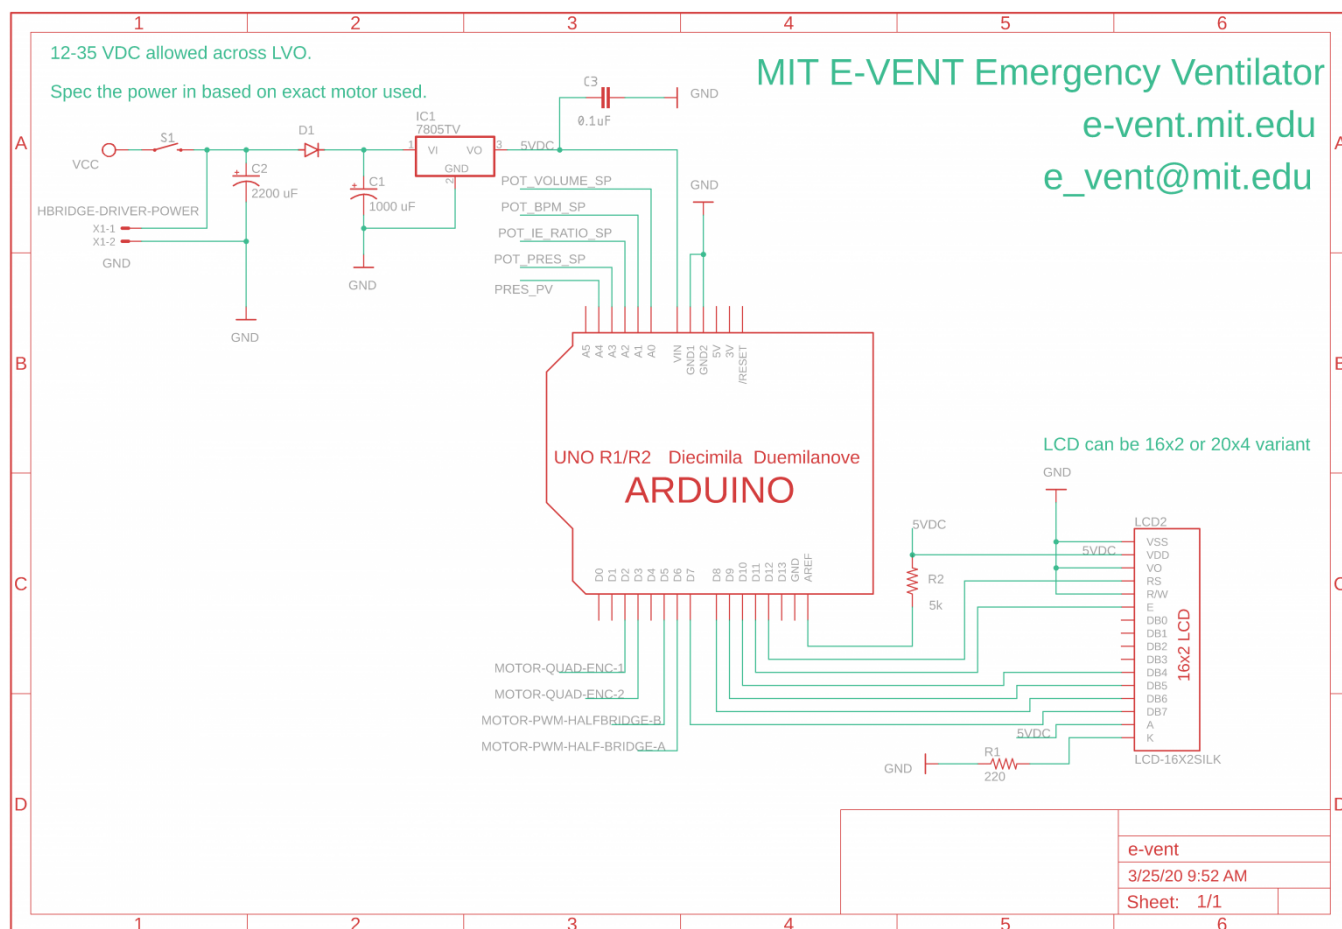 1 2 3 4 5 6
12-35 VDC allowed across LVO.
Spec the power in based on exact motor used.
MIT E-VENT Emergency Ventilator
e-vent.mit.edu
e_vent@mit.edu
A
A
C3
GND
0.1uF
S1
VCC
D1
IC1
7805TV
1
VI
VO
3
GND
2
5VDC
C2
2200 uF
C1
1000 uF
HBRIDGE-DRIVER-POWER
X1-1
X1-2
GND
GND
GND
POT_VOLUME_SP
POT_BPM_SP
POT_IE_RATIO_SP
POT_PRES_SP
PRES_PV
GND
B
B
A5 A4 A3 A2 A1 A0 VIN GND1 GND2 5V 3V /RESET
UNO R1/R2 Diecimila Duemilanove
ARDUINO
D0 D1 D2 D3 D4 D5 D6 D7 D8 D9 D10 D11 D12 D13 GND AREF
LCD can be 16x2 or 20x4 variant
GND
C
C
5VDC
R2
5k
5VDC
LCD2
VSS
VDD
VO
RS
R/W
E
DB0
DB1
DB2
DB3
DB4
DB5
DB6
DB7
A
K
16x2 LCD
LCD-16X2SILK
MOTOR-QUAD-ENC-1
MOTOR-QUAD-ENC-2
MOTOR-PWM-HALFBRIDGE-B
MOTOR-PWM-HALF-BRIDGE-A
5VDC
GND
R1
220
D
D
e-vent
3/25/20 9:52 AM
Sheet: 1/1
1 2 3 4 5 6